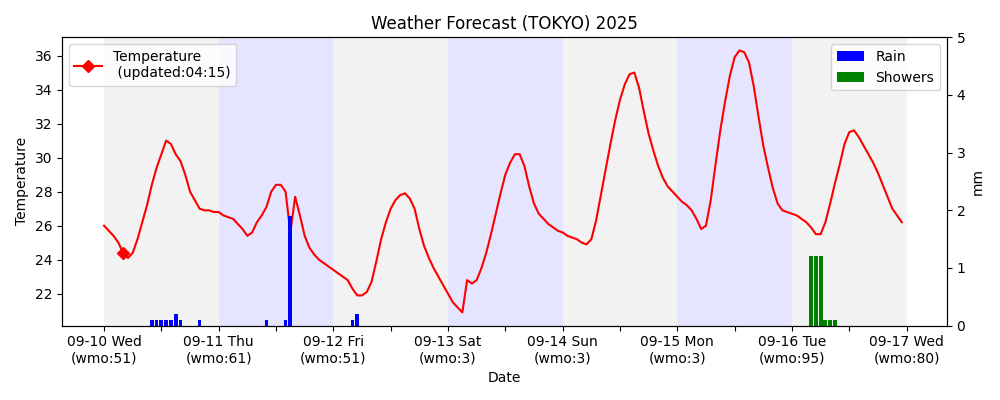 Weather Forecast (TOKYO) 2025
Temperature
(updated:04:15)
Rain
Showers
Temperature
36
34
32
30
28
26
24
22
5
4
3
2
1
0
mm
09-10 Wed
(wmo:51)
09-11 Thu
(wmo:61)
09-12 Fri
(wmo:51)
09-13 Sat
(wmo:3)
09-14 Sun
(wmo:3)
09-15 Mon
(wmo:3)
09-16 Tue
(wmo:95)
09-17 Wed
(wmo:80)
Date